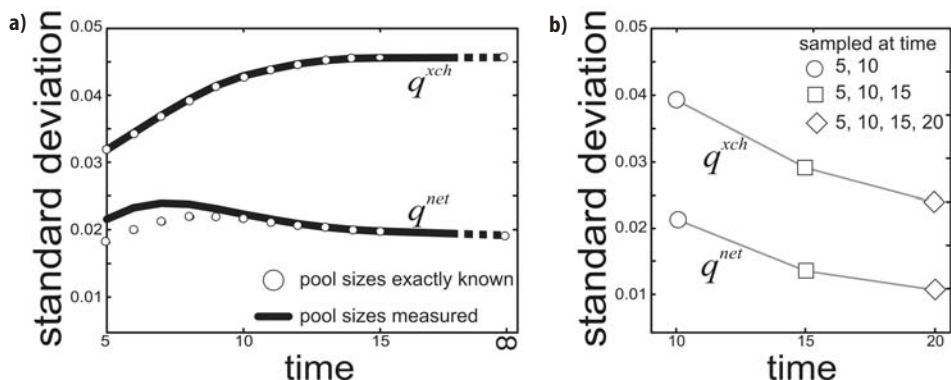 a)
standard deviation
0.05
0.04
0.03
0.02
0.01
q^xch
q^net
pool sizes exactly known
pool sizes measured
5
10
15
∞
time
b)
standard deviation
0.05
0.04
0.03
0.02
0.01
sampled at time
5, 10
5, 10, 15
5, 10, 15, 20
q^xch
q^net
10
15
20
time